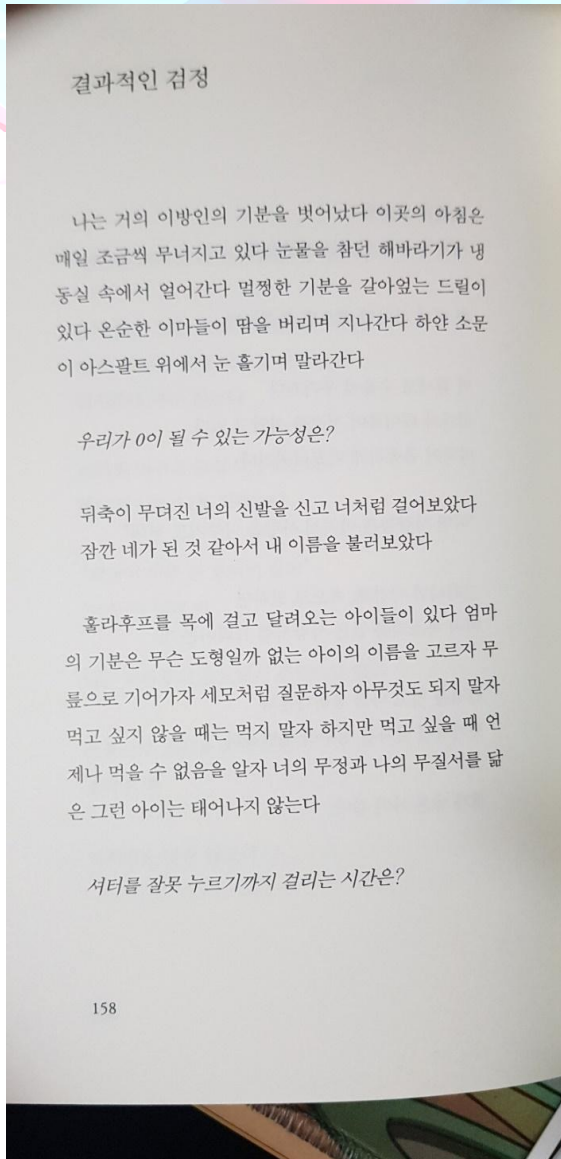 결과적인 검정
나는 거의 이방인의 기분을 벗어났다 이곳의 아침은
매일 조금씩 무너지고 있다 눈물을 참던 해바라기가 냉
동실 속에서 얼어간다 멀쩡한 기분을 갈아엎는 드릴이
있다 온순한 이마들이 땀을 버리며 지나간다 하얀 소문
이 아스팔트 위에서 눈 흘기며 말라간다
우리가 0이 될 수 있는 가능성은?
뒤축이 무뎌진 너의 신발을 신고 너처럼 걸어보았다
잠깐 네가 된 것 같아서 내 이름을 불러보았다
훌라후프를 목에 걸고 달려오는 아이들이 있다 엄마
의 기분은 무슨 도형일까 없는 아이의 이름을 고르자 무
릎으로 기어가자 세모처럼 질문하자 아무것도 되지 말자
먹고 싶지 않을 때는 먹지 말자 하지만 먹고 싶을 때 언
제나 먹을 수 없음을 알자 너의 무정과 나의 무질서를 닮
은 그런 아이는 태어나지 않는다
셔터를 잘못 누르기까지 걸리는 시간은?
158